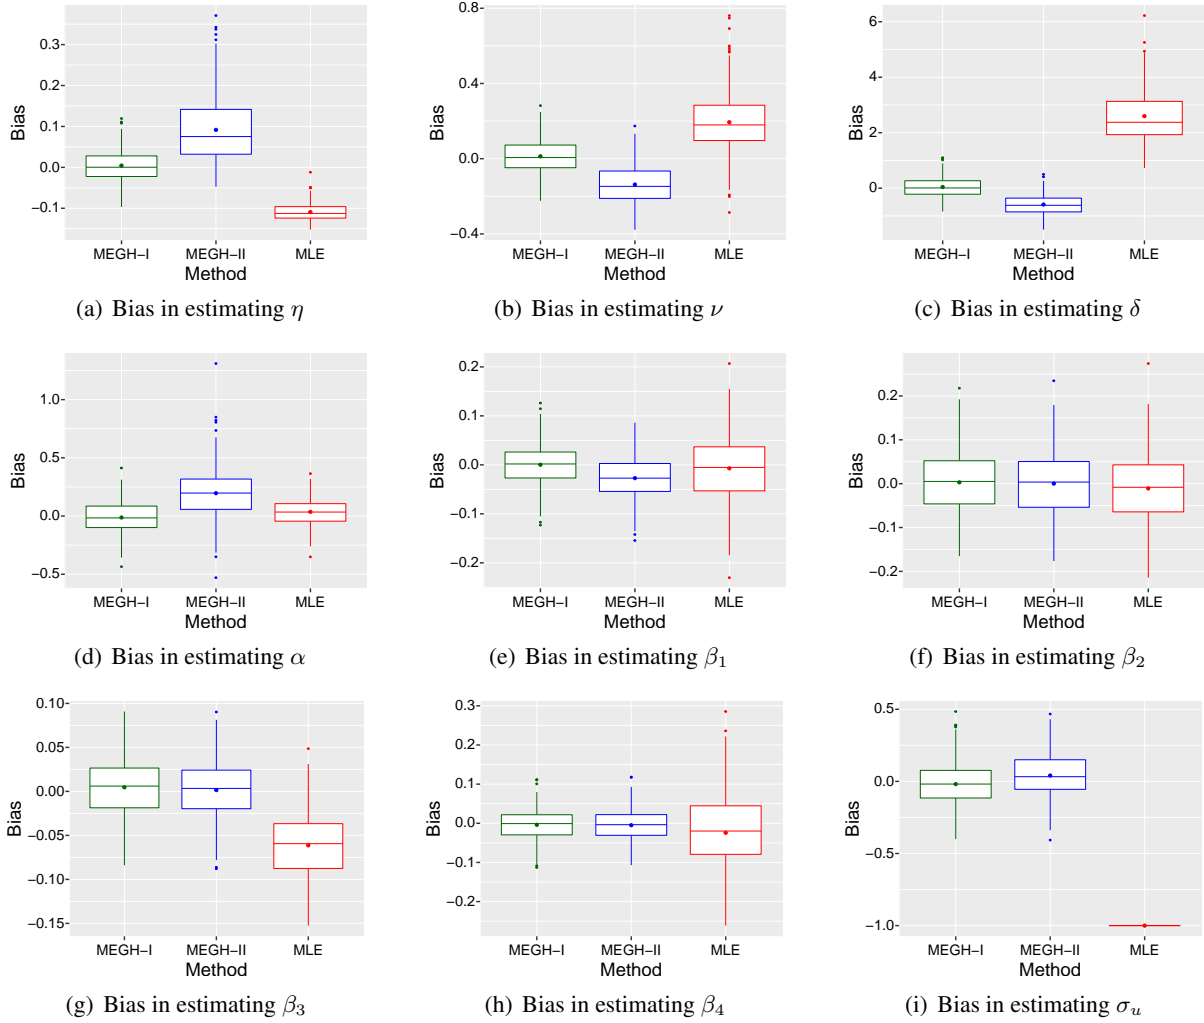 0.3
0.2
0.1
0.0
−0.1
Bias
MEGH−I MEGH−II MLE
Method
(a) Bias in estimating η
0.8
0.4
0.0
−0.4
Bias
MEGH−I MEGH−II MLE
Method
(b) Bias in estimating ν
6
4
2
0
Bias
MEGH−I MEGH−II MLE
Method
(c) Bias in estimating δ
1.0
0.5
0.0
−0.5
Bias
MEGH−I MEGH−II MLE
Method
(d) Bias in estimating α
0.2
0.1
0.0
−0.1
−0.2
Bias
MEGH−I MEGH−II MLE
Method
(e) Bias in estimating β₁
0.2
0.1
0.0
−0.1
−0.2
Bias
MEGH−I MEGH−II MLE
Method
(f) Bias in estimating β₂
0.10
0.05
0.00
−0.05
−0.10
−0.15
Bias
MEGH−I MEGH−II MLE
Method
(g) Bias in estimating β₃
0.3
0.2
0.1
0.0
−0.1
−0.2
Bias
MEGH−I MEGH−II MLE
Method
(h) Bias in estimating β₄
0.5
0.0
−0.5
−1.0
Bias
MEGH−I MEGH−II MLE
Method
(i) Bias in estimating σᵤ